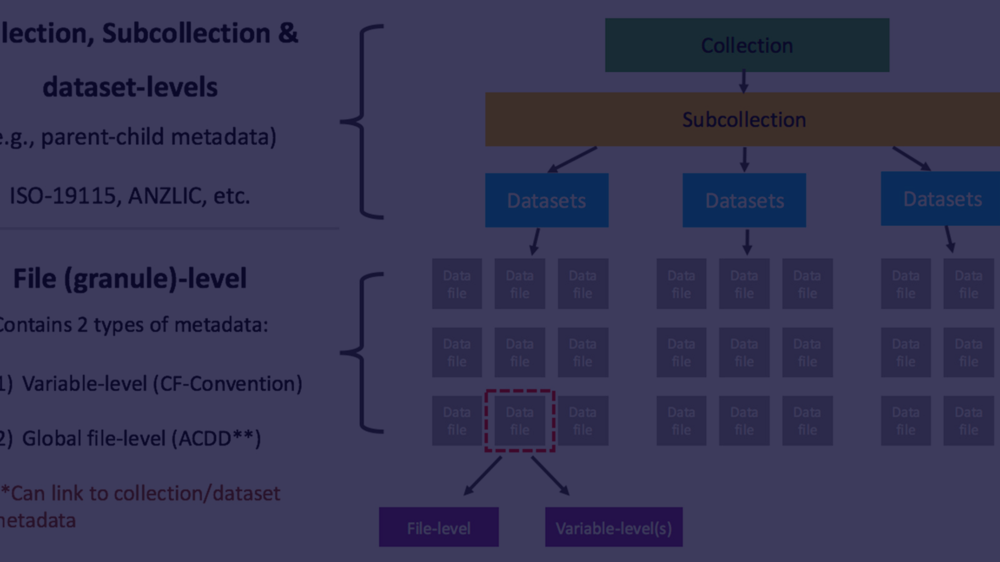 lection, Subcollection &
dataset-levels
e.g., parent-child metadata)
ISO-19115, ANZLIC, etc.
File (granule)-level
Contains 2 types of metadata:
1) Variable-level (CF-Convention)
2) Global file-level (ACDD**)
*Can link to collection/dataset
metadata
Collection
Subcollection
Datasets Datasets Datasets
Data Data Data Data Data Data Data Data
file file file file file file file file
Data Data Data Data Data Data Data Data
file file file file file file file file
Data Data Data Data Data Data Data Data
file file file file file file file file
File-level Variable-level(s)